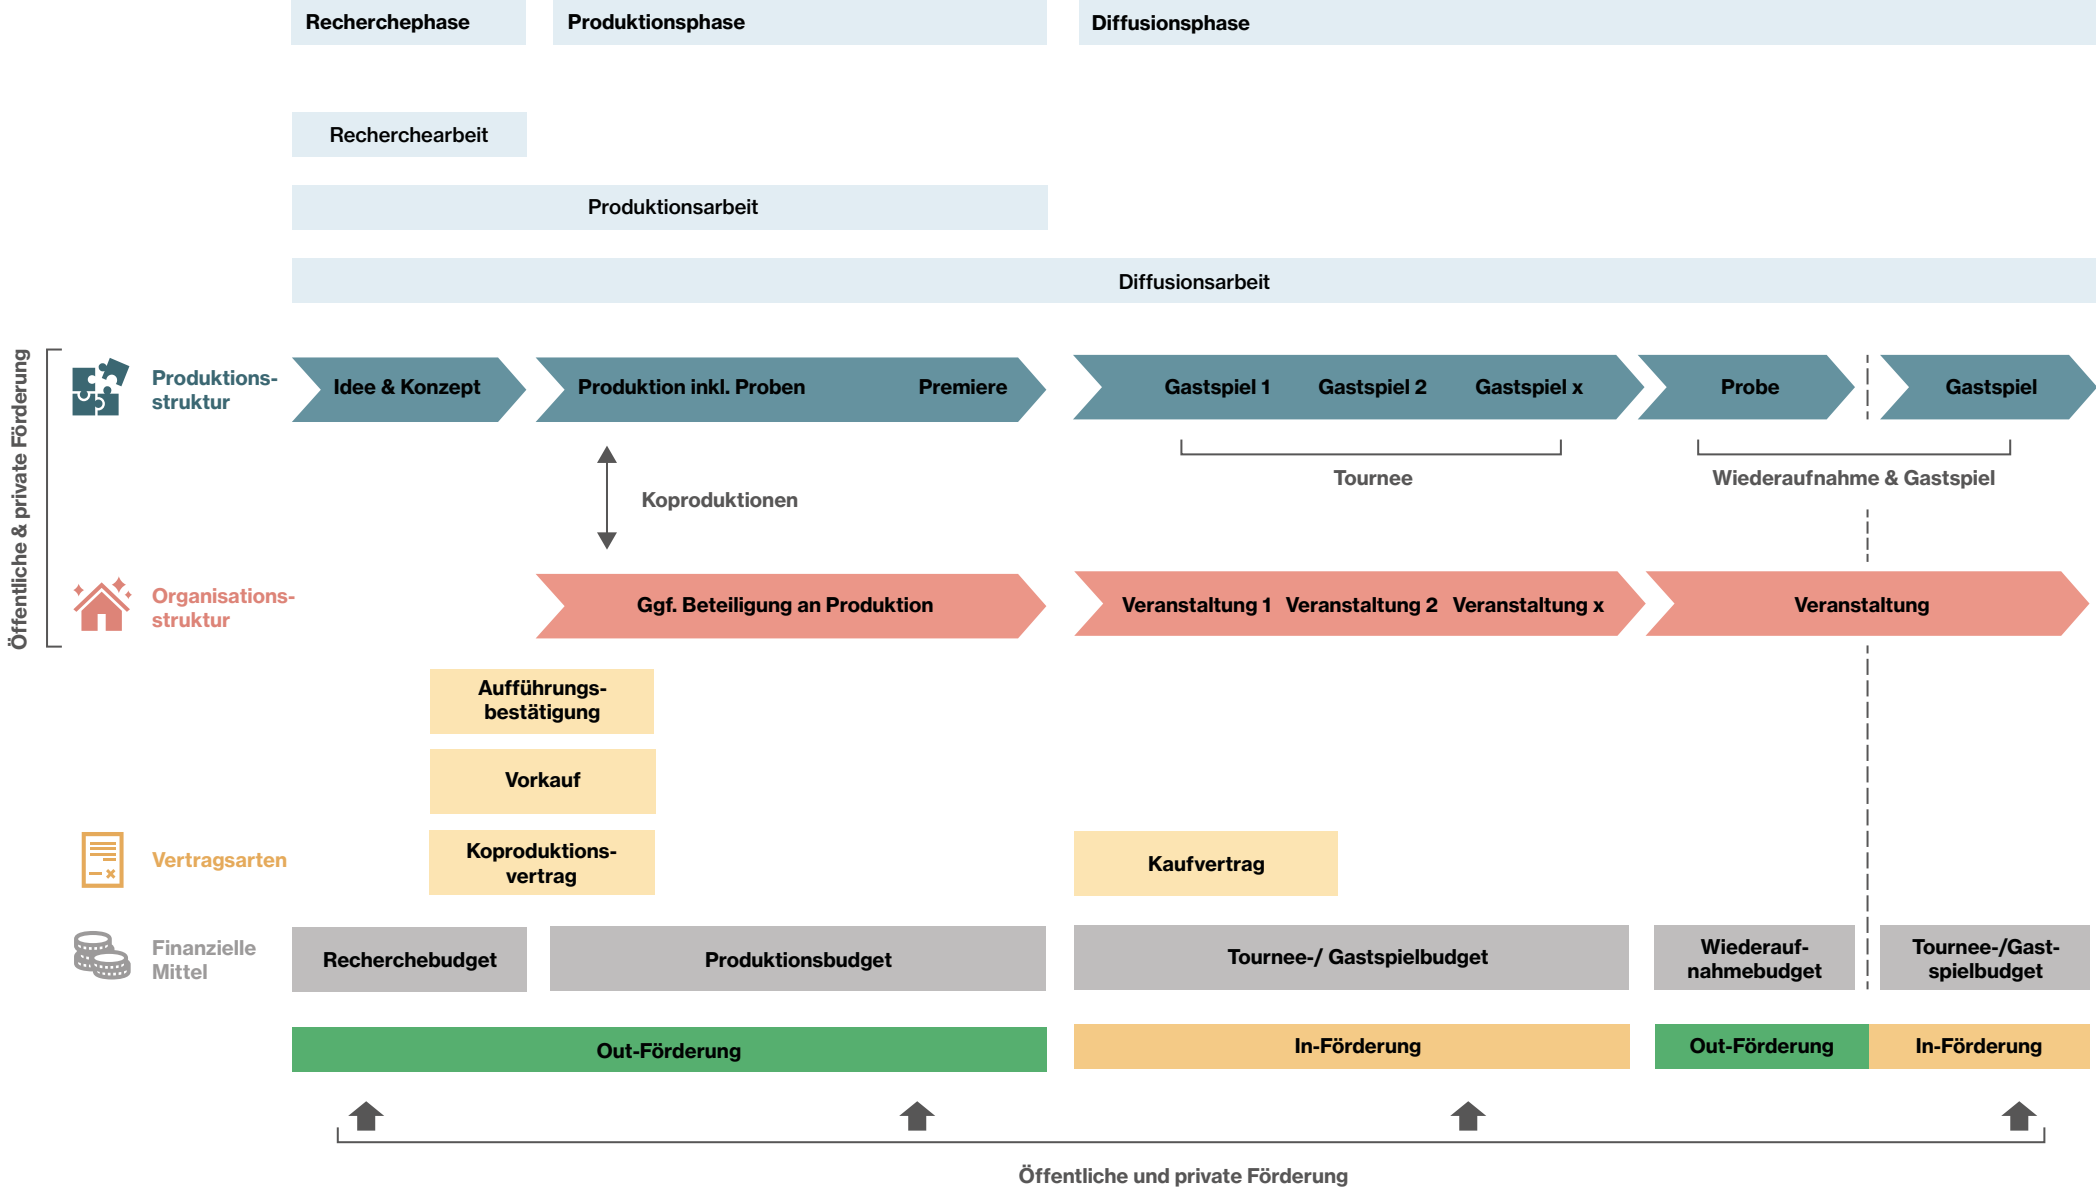 Recherchephase
Produktionsphase
Diffusionsphase
Recherchearbeit
Produktionsarbeit
Diffusionsarbeit
Öffentliche & private Förderung
Produktions-
struktur
Idee & Konzept
Produktion inkl. Proben
Premiere
Gastspiel 1
Gastspiel 2
Gastspiel x
Probe
Gastspiel
Tournee
Wiederaufnahme & Gastspiel
Koproduktionen
Organisations-
struktur
Ggf. Beteiligung an Produktion
Veranstaltung 1
Veranstaltung 2
Veranstaltung x
Veranstaltung
Aufführungs-
bestätigung
Vorkauf
Vertragsarten
Koproduktions-
vertrag
Kaufvertrag
Finanzielle
Mittel
Recherchebudget
Produktionsbudget
Tournee-/ Gastspielbudget
Wiederauf-
nahmebudget
Tournee-/Gast-
spielbudget
Out-Förderung
In-Förderung
Out-Förderung
In-Förderung
Öffentliche und private Förderung